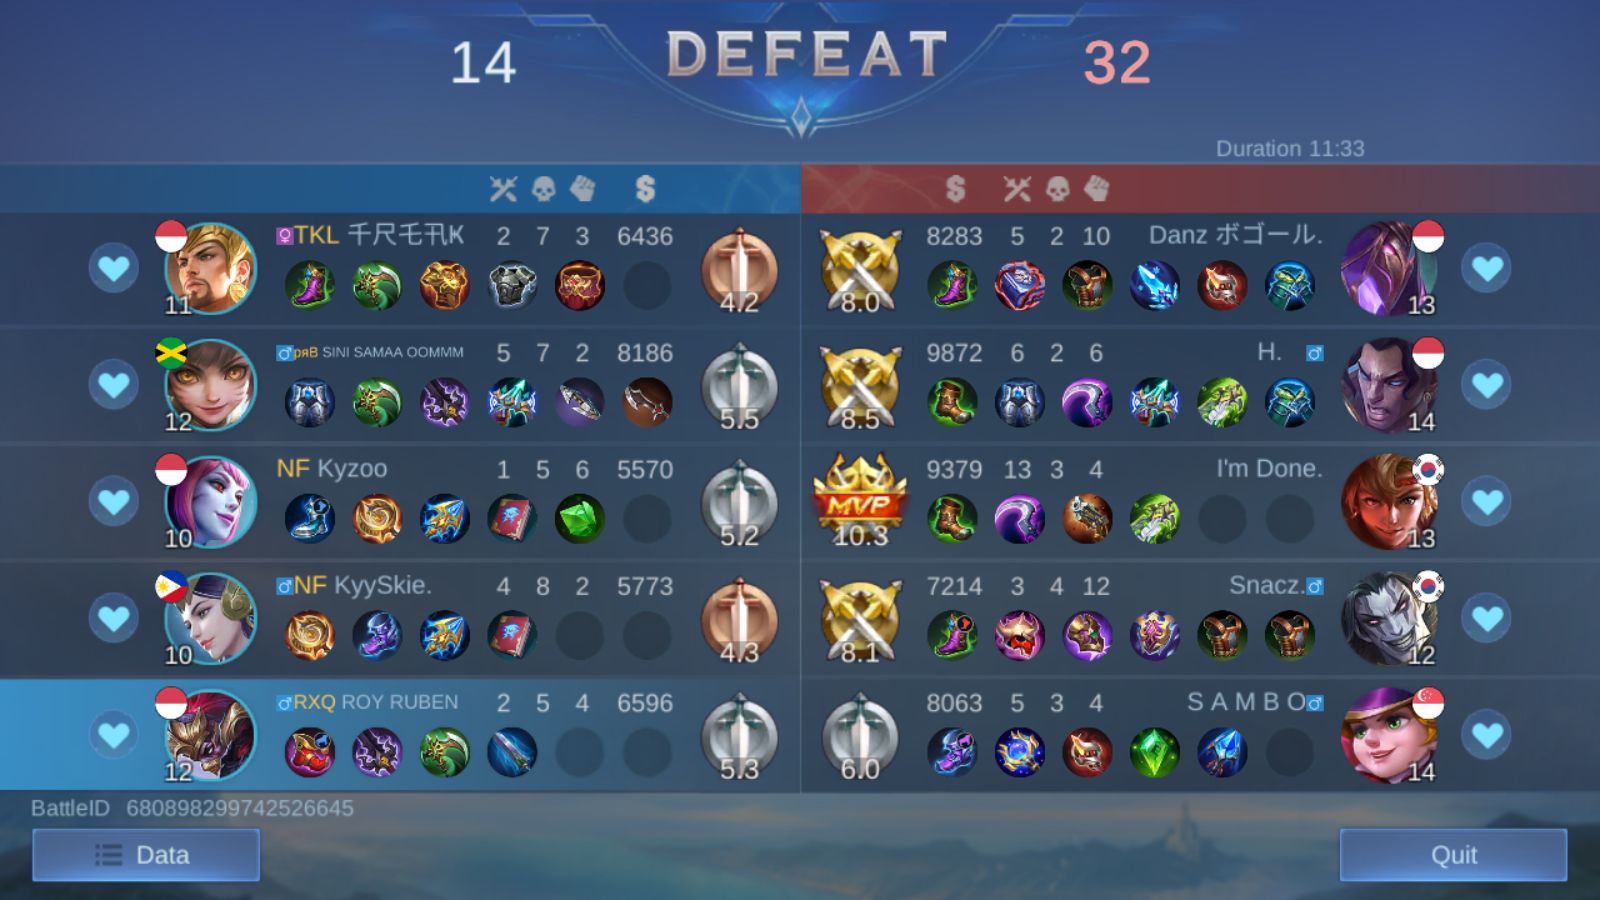 14 DEFEAT 32
Duration 11:33
TKL 千尺乇卂K 2 7 3 6436
11 4.2
8.0 8283 5 2 10 Danz ボゴール.
13
ряB SINI SAMAA OOMMM 5 7 2 8186
12 5.5
8.5 9872 6 2 6 H.
14
NF Kyzoo 1 5 6 5570
10 5.2
MVP 10.3 9379 13 3 4 I'm Done.
13
NF KyySkie. 4 8 2 5773
10 4.3
8.1 7214 3 4 12 Snacz.
12
RXQ ROY RUBEN 2 5 4 6596
12 5.3
6.0 8063 5 3 4 S A M B O
14
BattleID 680898299742526645
Data
Quit